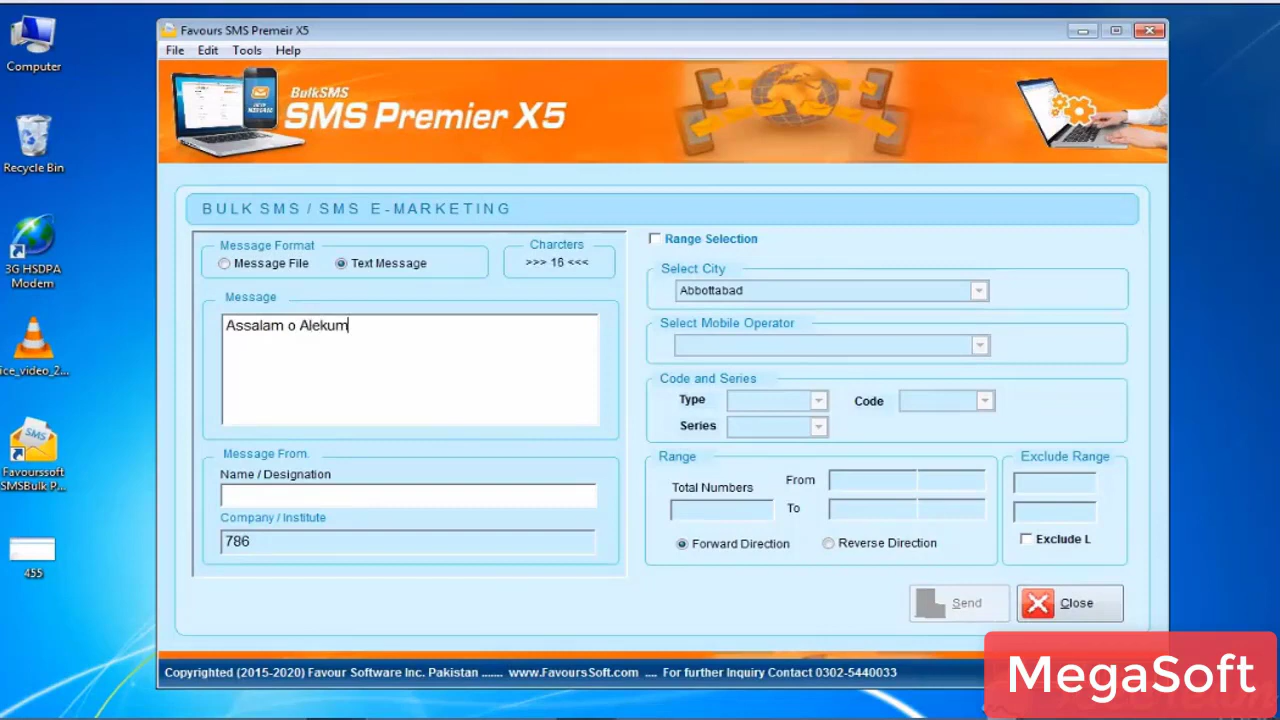 Computer
Recycle Bin
3G HSDPA
Modem
ice_video_2...
Favourssoft
SMSBulk P...
455
Favours SMS Premeir X5
File Edit Tools Help
BulkSMS
SMS Premier X5
BULK SMS / SMS E-MARKETING
Message Format
Message File Text Message
Charcters
>>> 16 <<<
Message
Assalam o Alekum
Message From.
Name / Designation
Company / Institute
786
Range Selection
Select City
Abbottabad
Select Mobile Operator
Code and Series
Type Code
Series
Range
Total Numbers From
To
Forward Direction Reverse Direction
Exclude Range
Exclude L
Send Close
Copyrighted (2015-2020) Favour Software Inc. Pakistan ....... www.FavoursSoft.com .... For further Inquiry Contact 0302-5440033
MegaSoft